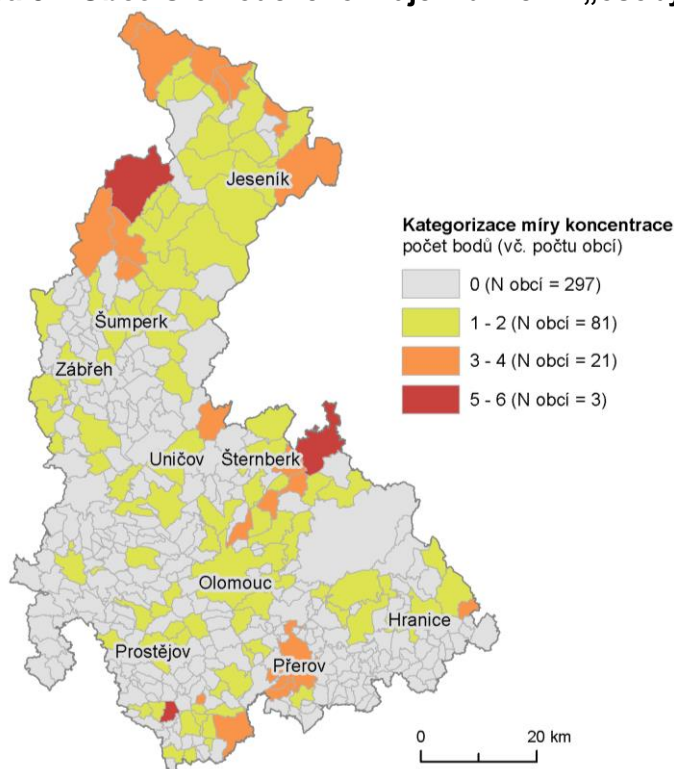 Jeseník
Kategorizace míry koncentrace
počet bodů (vč. počtu obcí)
0 (N obcí = 297)
1 - 2 (N obcí = 81)
3 - 4 (N obcí = 21)
5 - 6 (N obcí = 3)
Šumperk
Zábřeh
Uničov
Šternberk
Olomouc
Hranice
Prostějov
Přerov
0 20 km